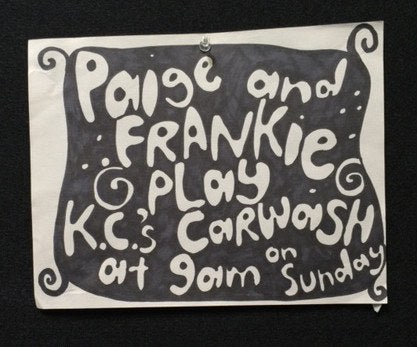 Paige and
FRANKie
PLAY
K.C.'s CARWASH
at 9am on Sunday